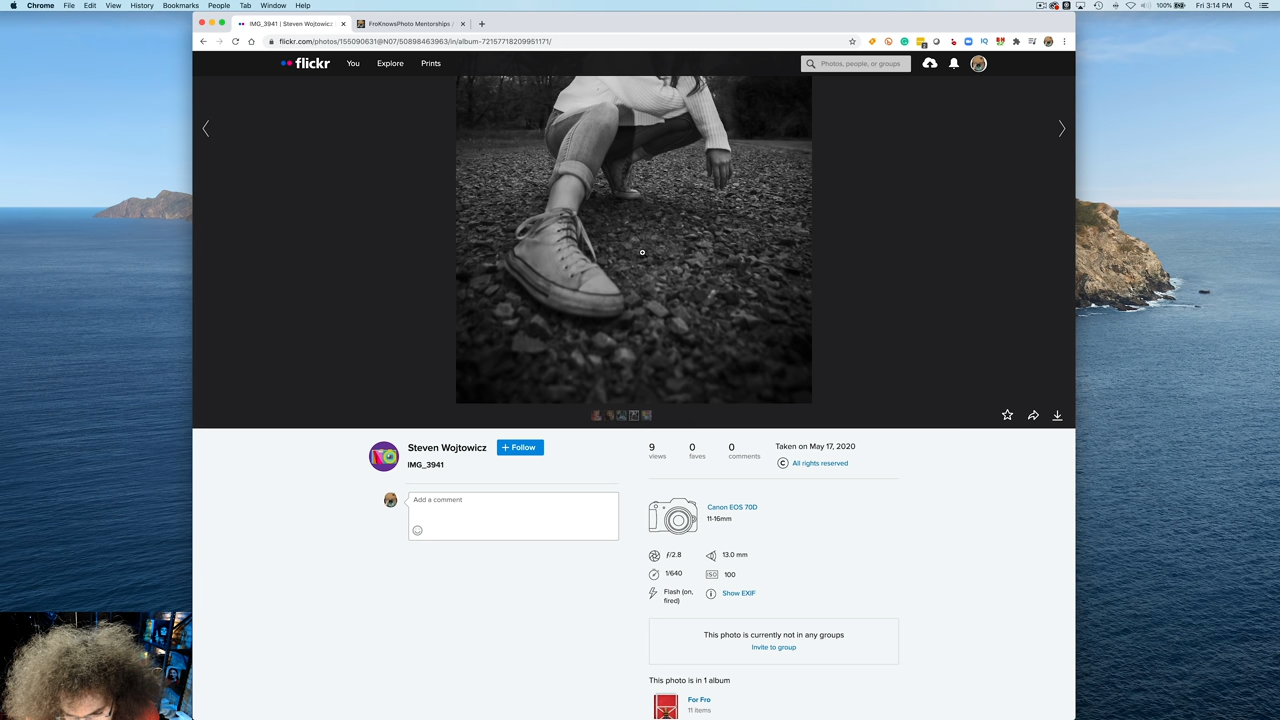 Chrome File Edit View History Bookmarks People Tab Window Help 100% Fri 3:14 PM
IMG_3941 | Steven Wojtowicz FroKnowsPhoto Mentorships
flickr.com/photos/155090631@N07/50898463963/in/album-72157718209951171/
flickr You Explore Prints Photos, people, or groups
Steven Wojtowicz + Follow
IMG_3941
Add a comment
9 views
0 faves
0 comments
Taken on May 17, 2020
All rights reserved
Canon EOS 70D
11-16mm
ƒ/2.8 13.0 mm
1/640 ISO 100
Flash (on, fired) Show EXIF
This photo is currently not in any groups
Invite to group
This photo is in 1 album
For Fro
11 items